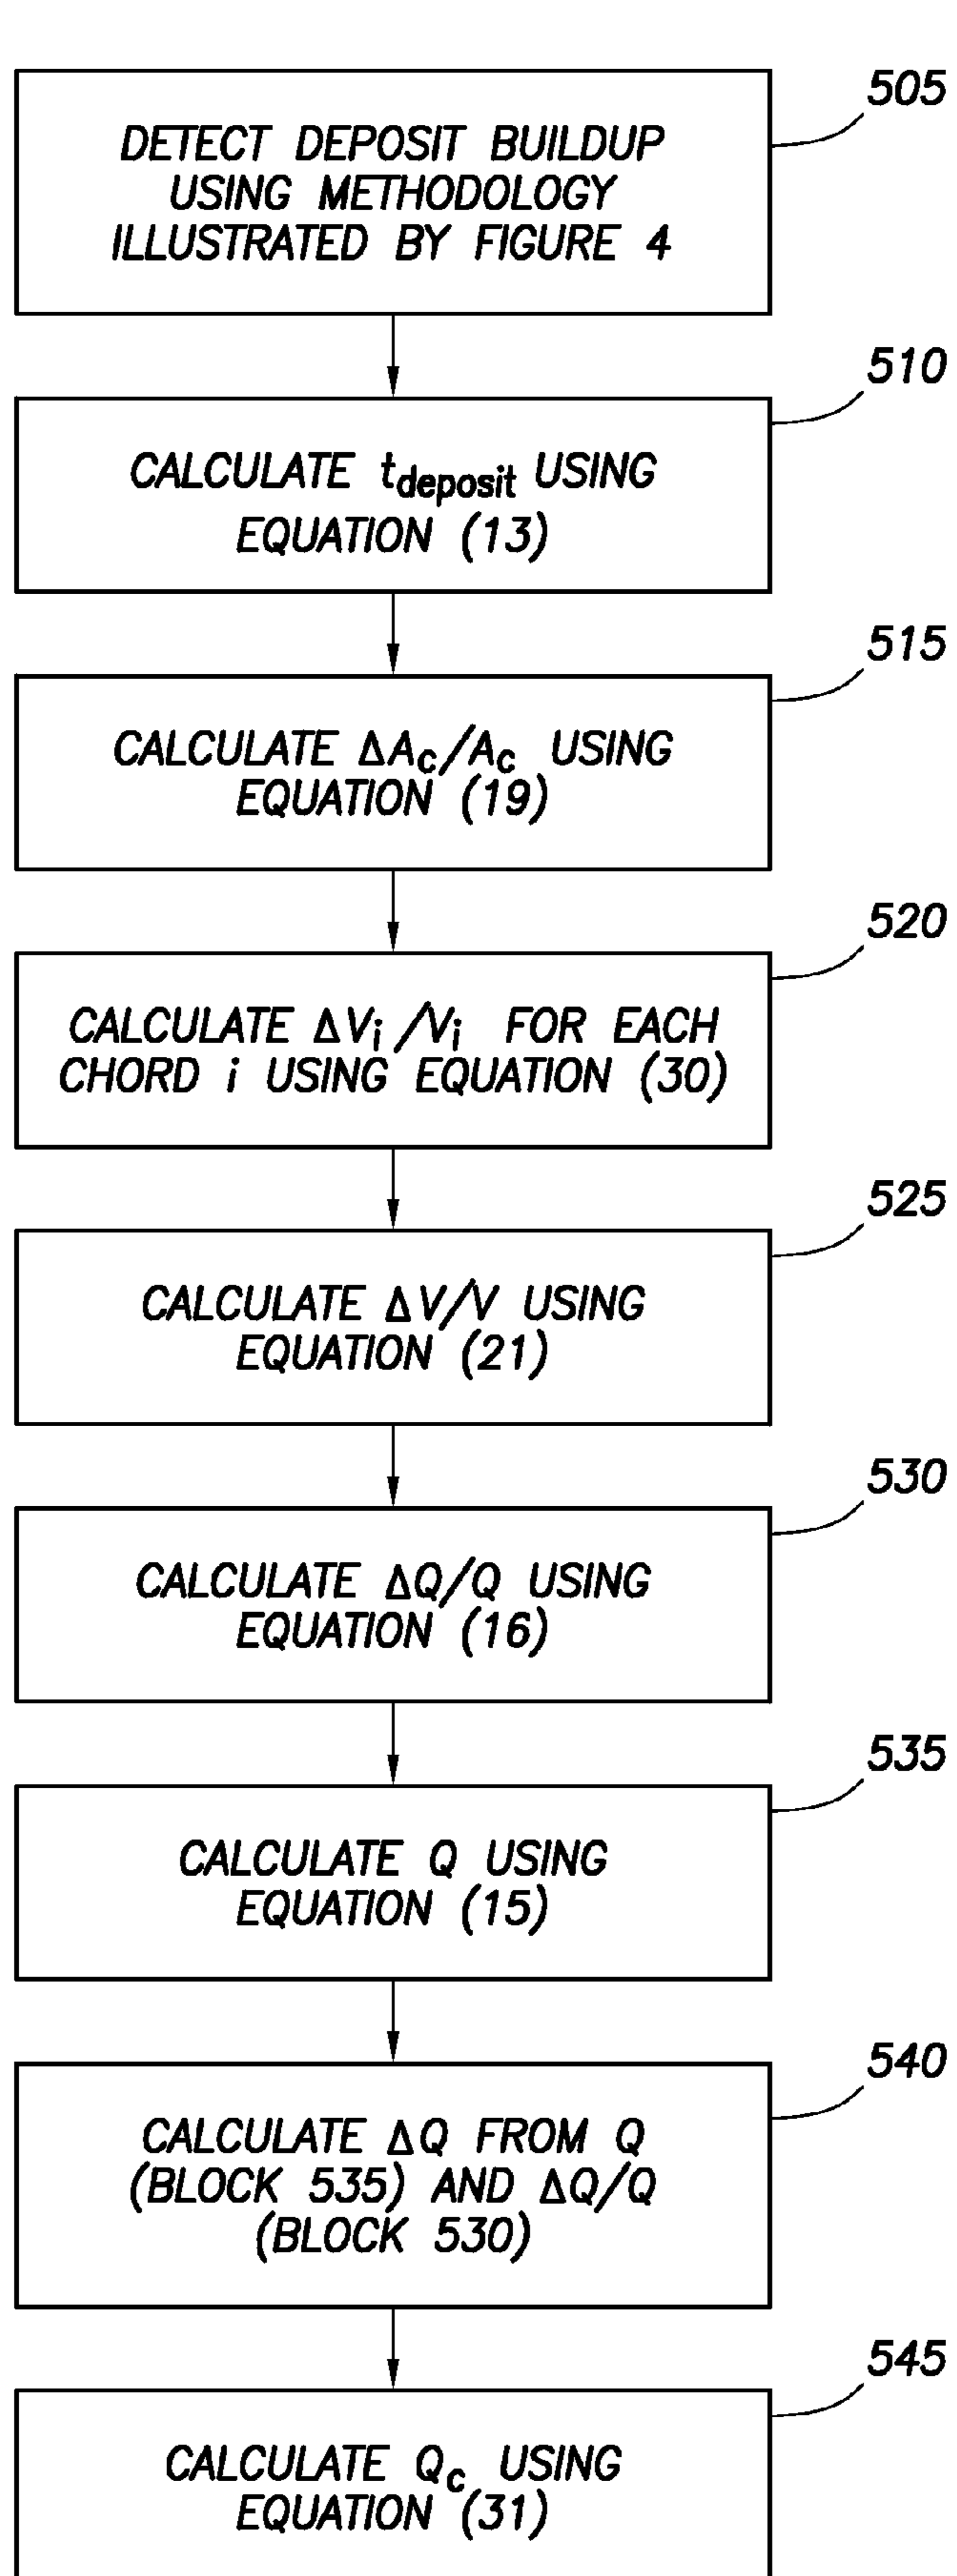 505
DETECT DEPOSIT BUILDUP
USING METHODOLOGY
ILLUSTRATED BY FIGURE 4
510
CALCULATE tdeposit USING
EQUATION (13)
515
CALCULATE ΔAc/Ac USING
EQUATION (19)
520
CALCULATE ΔVi/Vi FOR EACH
CHORD i USING EQUATION (30)
525
CALCULATE ΔV/V USING
EQUATION (21)
530
CALCULATE ΔQ/Q USING
EQUATION (16)
535
CALCULATE Q USING
EQUATION (15)
540
CALCULATE ΔQ FROM Q
(BLOCK 535) AND ΔQ/Q
(BLOCK 530)
545
CALCULATE Qc USING
EQUATION (31)